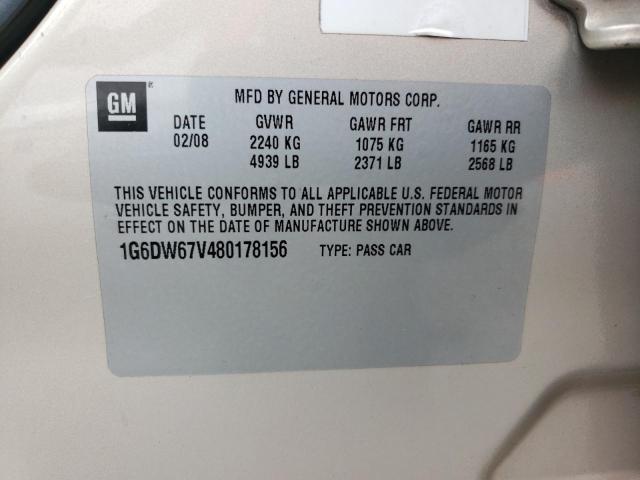 GM ®
MFD BY GENERAL MOTORS CORP.
DATE GVWR GAWR FRT GAWR RR
02/08 2240 KG 1075 KG 1165 KG
4939 LB 2371 LB 2568 LB
THIS VEHICLE CONFORMS TO ALL APPLICABLE U.S. FEDERAL MOTOR
VEHICLE SAFETY, BUMPER, AND THEFT PREVENTION STANDARDS IN
EFFECT ON THE DATE OF MANUFACTURE SHOWN ABOVE.
1G6DW67V480178156 TYPE: PASS CAR